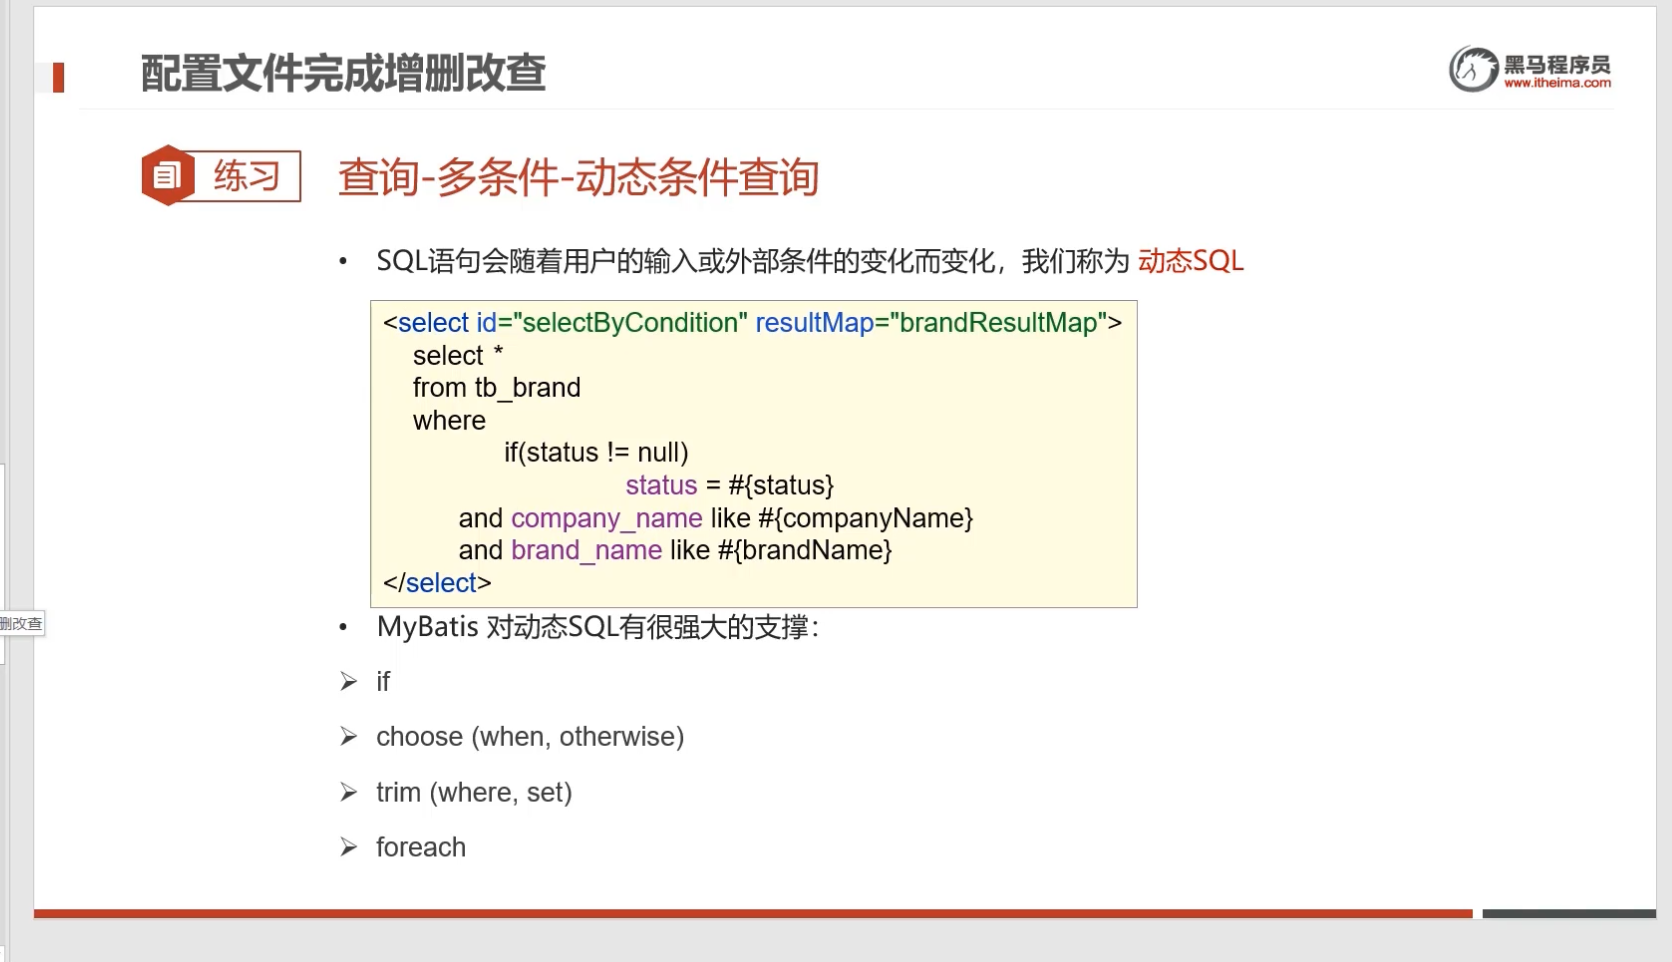 配置文件完成增删改查
黑马程序员
www.itheima.com
练习
查询-多条件-动态条件查询
• SQL语句会随着用户的输入或外部条件的变化而变化，我们称为 动态SQL
<select id="selectByCondition" resultMap="brandResultMap">
select *
from tb_brand
where
if(status != null)
status = #{status}
and company_name like #{companyName}
and brand_name like #{brandName}
</select>
删改查
• MyBatis 对动态SQL有很强大的支撑：
➢ if
➢ choose (when, otherwise)
➢ trim (where, set)
➢ foreach